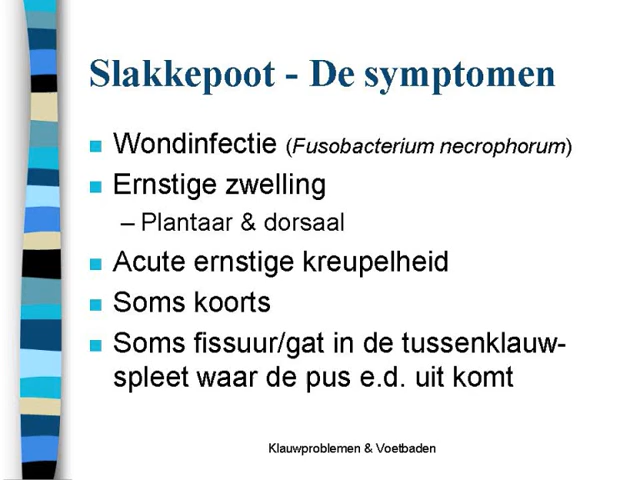 Slakkepoot - De symptomen
Wondinfectie (Fusobacterium necrophorum)
Ernstige zwelling
– Plantaar & dorsaal
Acute ernstige kreupelheid
Soms koorts
Soms fissuur/gat in de tussenklauw-
spleet waar de pus e.d. uit komt
Klauwproblemen & Voetbaden